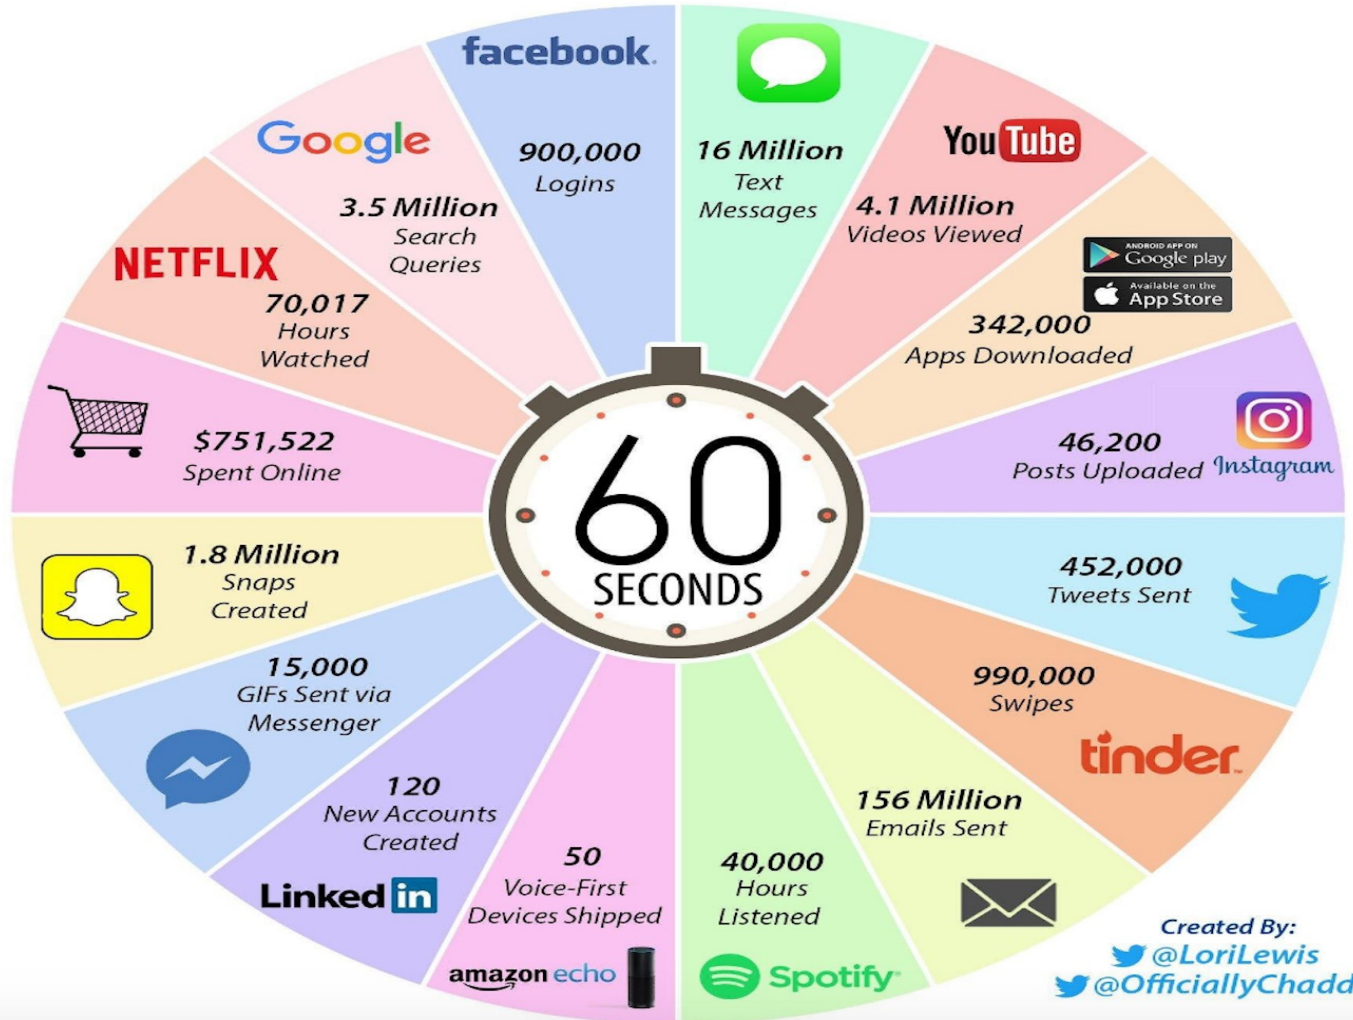 facebook.
900,000
Logins
16 Million
Text
Messages
YouTube
4.1 Million
Videos Viewed
ANDROID APP ON
Google play
Available on the
App Store
342,000
Apps Downloaded
46,200
Posts Uploaded
Instagram
452,000
Tweets Sent
990,000
Swipes
tinder
156 Million
Emails Sent
40,000
Hours
Listened
Spotify
50
Voice-First
Devices Shipped
amazon echo
120
New Accounts
Created
Linked in
15,000
GIFs Sent via
Messenger
1.8 Million
Snaps
Created
$751,522
Spent Online
NETFLIX
70,017
Hours
Watched
Google
3.5 Million
Search
Queries
60
SECONDS
Created By:
@LoriLewis
@OfficiallyChadd